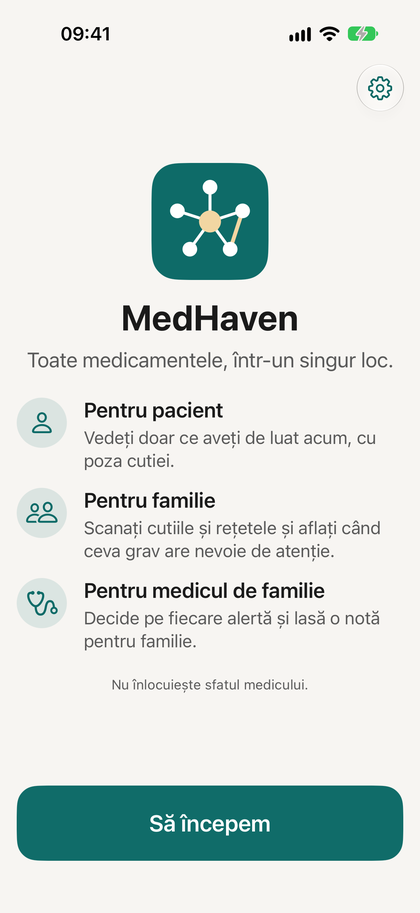 09:41
MedHaven
Toate medicamentele, într-un singur loc.
Pentru pacient
Vedeți doar ce aveți de luat acum, cu
poza cutiei.
Pentru familie
Scanați cutiile și rețetele și aflați când
ceva grav are nevoie de atenție.
Pentru medicul de familie
Decide pe fiecare alertă și lasă o notă
pentru familie.
Nu înlocuiește sfatul medicului.
Să începem